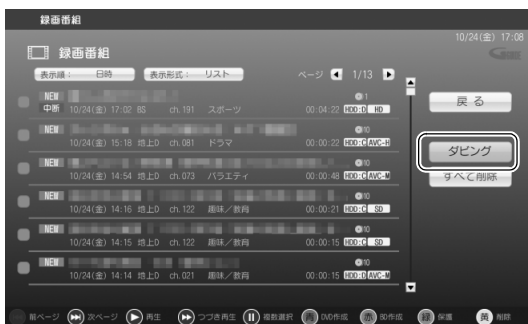 録画番組
10/24(金) 17:08
録画番組
表示順： 日時 表示形式： リスト ページ 1/13
NEW 1
中断 10/24(金) 17:02 BS ch.191 スポーツ 00:04:22 HDD:D HD
戻る
NEW 10
10/24(金) 15:18 地上D ch.081 ドラマ 00:00:22 HDD:C AVC-H
ダビング
NEW 10
10/24(金) 14:54 地上D ch.073 バラエティ 00:00:48 HDD:C AVC-M
すべて削除
NEW 10
10/24(金) 14:16 地上D ch.122 趣味／教育 00:00:21 HDD:C SD
NEW 10
10/24(金) 14:15 地上D ch.122 趣味／教育 00:00:15 HDD:C SD
NEW 10
10/24(金) 14:14 地上D ch.021 趣味／教育 00:00:15 HDD:D AVC-M
前ページ 次ページ 再生 つづき再生 複数選択 青 DVD作成 赤 BD作成 緑 保護 黄 削除